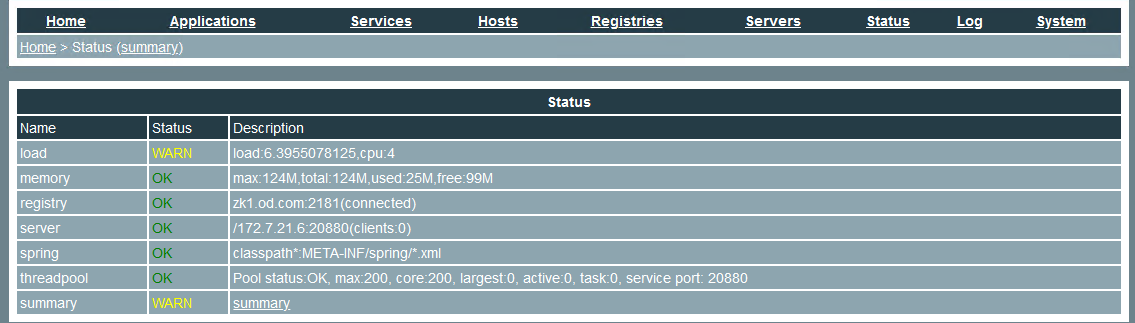 Home Applications Services Hosts Registries Servers Status Log System
Home > Status (summary)
Status
Name Status Description
load WARN load:6.3955078125,cpu:4
memory OK max:124M,total:124M,used:25M,free:99M
registry OK zk1.od.com:2181(connected)
server OK /172.7.21.6:20880(clients:0)
spring OK classpath*:META-INF/spring/*.xml
threadpool OK Pool status:OK, max:200, core:200, largest:0, active:0, task:0, service port: 20880
summary WARN summary